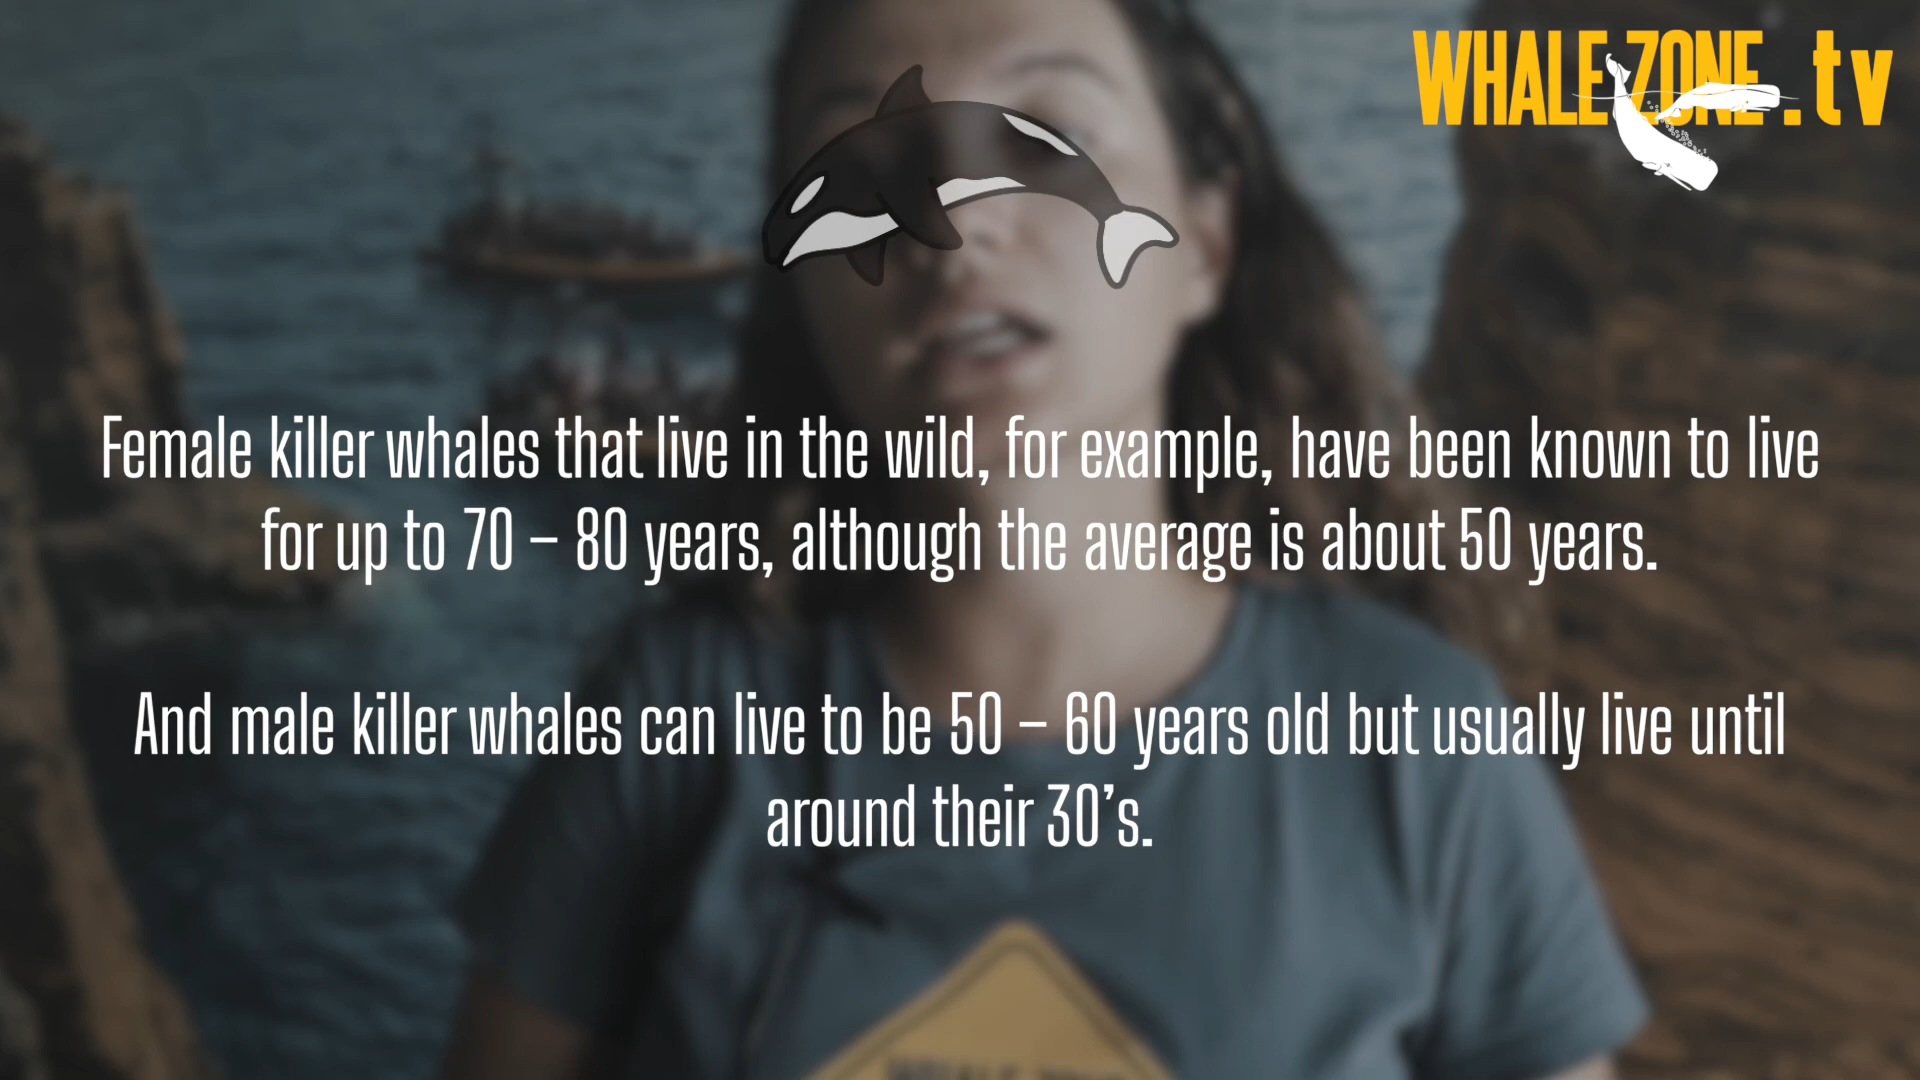 WHALE ZONE.tv
Female killer whales that live in the wild, for example, have been known to live
for up to 70 – 80 years, although the average is about 50 years.
And male killer whales can live to be 50 – 60 years old but usually live until
around their 30’s.